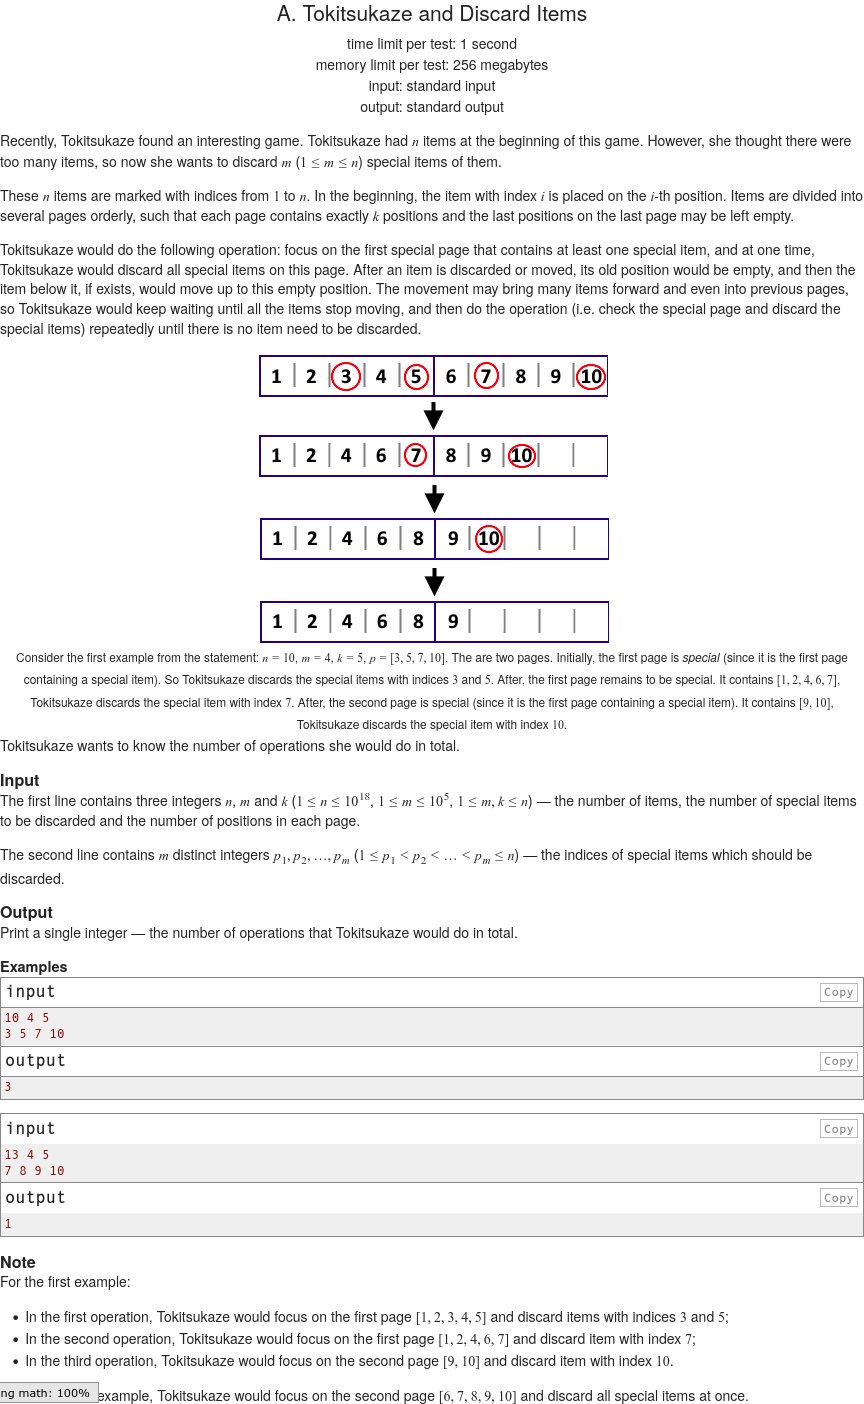 A. Tokitsukaze and Discard Items
time limit per test: 1 second
memory limit per test: 256 megabytes
input: standard input
output: standard output
Recently, Tokitsukaze found an interesting game. Tokitsukaze had n items at the beginning of this game. However, she thought there were
too many items, so now she wants to discard m (1 ≤ m ≤ n) special items of them.
These n items are marked with indices from 1 to n. In the beginning, the item with index i is placed on the i-th position. Items are divided into
several pages orderly, such that each page contains exactly k positions and the last positions on the last page may be left empty.
Tokitsukaze would do the following operation: focus on the first special page that contains at least one special item, and at one time,
Tokitsukaze would discard all special items on this page. After an item is discarded or moved, its old position would be empty, and then the
item below it, if exists, would move up to this empty position. The movement may bring many items forward and even into previous pages,
so Tokitsukaze would keep waiting until all the items stop moving, and then do the operation (i.e. check the special page and discard the
special items) repeatedly until there is no item need to be discarded.
1 2 3 4 5 6 7 8 9 10
1 2 4 6 7 8 9 10
1 2 4 6 8 9 10
1 2 4 6 8 9
Consider the first example from the statement: n = 10, m = 4, k = 5, p = [3, 5, 7, 10]. The are two pages. Initially, the first page is special (since it is the first page
containing a special item). So Tokitsukaze discards the special items with indices 3 and 5. After, the first page remains to be special. It contains [1, 2, 4, 6, 7],
Tokitsukaze discards the special item with index 7. After, the second page is special (since it is the first page containing a special item). It contains [9, 10],
Tokitsukaze discards the special item with index 10.
Tokitsukaze wants to know the number of operations she would do in total.
Input
The first line contains three integers n, m and k (1 ≤ n ≤ 10^18, 1 ≤ m ≤ 10^5, 1 ≤ m, k ≤ n) — the number of items, the number of special items
to be discarded and the number of positions in each page.
The second line contains m distinct integers p1, p2, …, pm (1 ≤ p1 < p2 < … < pm ≤ n) — the indices of special items which should be
discarded.
Output
Print a single integer — the number of operations that Tokitsukaze would do in total.
Examples
input Copy
10 4 5
3 5 7 10
output Copy
3
input Copy
13 4 5
7 8 9 10
output Copy
1
Note
For the first example:
• In the first operation, Tokitsukaze would focus on the first page [1, 2, 3, 4, 5] and discard items with indices 3 and 5;
• In the second operation, Tokitsukaze would focus on the first page [1, 2, 4, 6, 7] and discard item with index 7;
• In the third operation, Tokitsukaze would focus on the second page [9, 10] and discard item with index 10.
ng math: 100% example, Tokitsukaze would focus on the second page [6, 7, 8, 9, 10] and discard all special items at once.